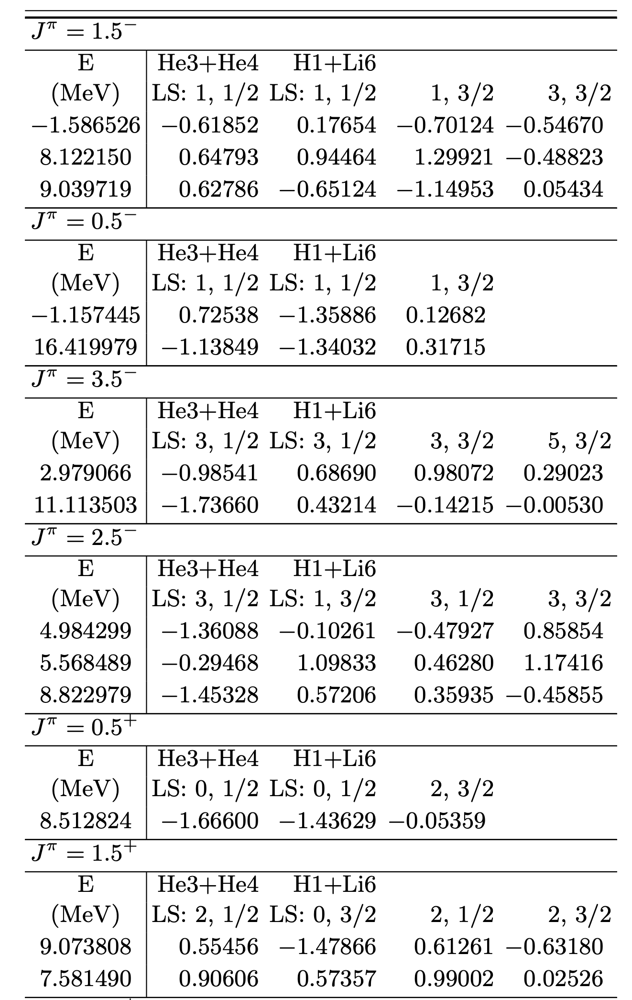 J^π = 1.5⁻
E He3+He4 H1+Li6
(MeV) LS: 1, 1/2 LS: 1, 1/2 1, 3/2 3, 3/2
−1.586526 −0.61852 0.17654 −0.70124 −0.54670
8.122150 0.64793 0.94464 1.29921 −0.48823
9.039719 0.62786 −0.65124 −1.14953 0.05434
J^π = 0.5⁻
E He3+He4 H1+Li6
(MeV) LS: 1, 1/2 LS: 1, 1/2 1, 3/2
−1.157445 0.72538 −1.35886 0.12682
16.419979 −1.13849 −1.34032 0.31715
J^π = 3.5⁻
E He3+He4 H1+Li6
(MeV) LS: 3, 1/2 LS: 3, 1/2 3, 3/2 5, 3/2
2.979066 −0.98541 0.68690 0.98072 0.29023
11.113503 −1.73660 0.43214 −0.14215 −0.00530
J^π = 2.5⁻
E He3+He4 H1+Li6
(MeV) LS: 3, 1/2 LS: 1, 3/2 3, 1/2 3, 3/2
4.984299 −1.36088 −0.10261 −0.47927 0.85854
5.568489 −0.29468 1.09833 0.46280 1.17416
8.822979 −1.45328 0.57206 0.35935 −0.45855
J^π = 0.5⁺
E He3+He4 H1+Li6
(MeV) LS: 0, 1/2 LS: 0, 1/2 2, 3/2
8.512824 −1.66600 −1.43629 −0.05359
J^π = 1.5⁺
E He3+He4 H1+Li6
(MeV) LS: 2, 1/2 LS: 0, 3/2 2, 1/2 2, 3/2
9.073808 0.55456 −1.47866 0.61261 −0.63180
7.581490 0.90606 0.57357 0.99002 0.02526